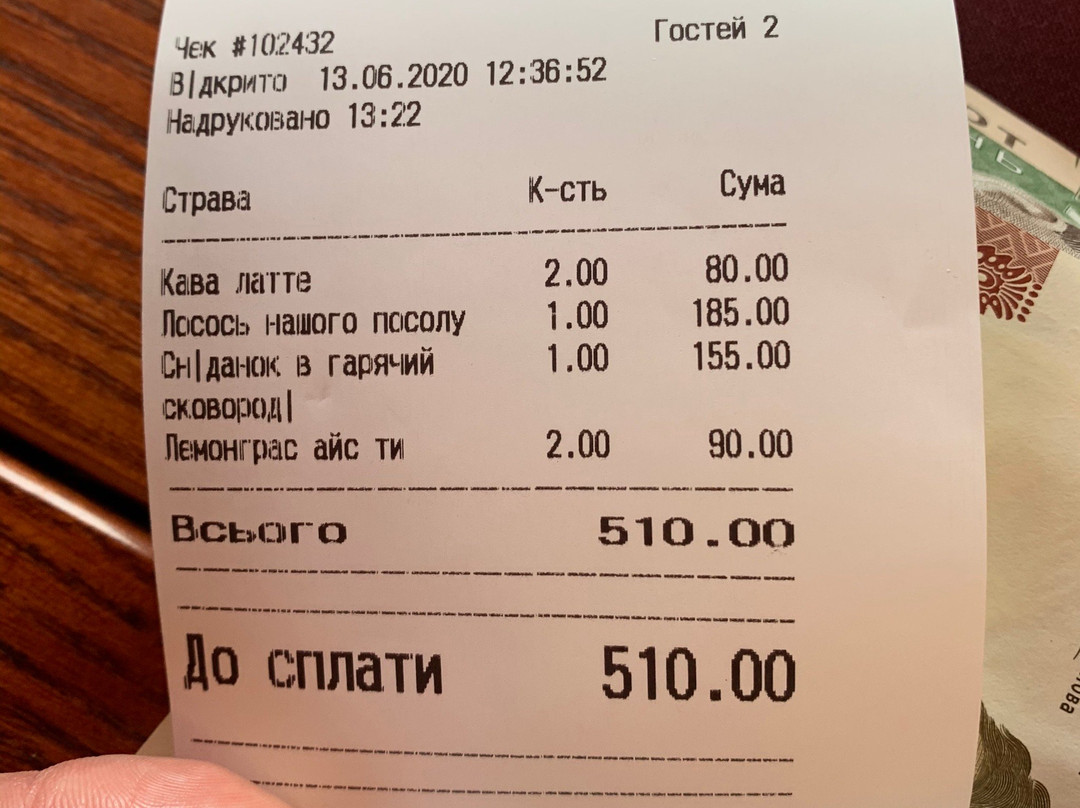 Чек #102432 Гостей 2
В|дкрито 13.06.2020 12:36:52
Надруковано 13:22
Страва К-сть Сума
Кава латте 2.00 80.00
Лосось нашого посолу 1.00 185.00
Сн|данок в гарячий 1.00 155.00
сковород|
Лемонграс айс ти 2.00 90.00
Всього 510.00
До сплати 510.00